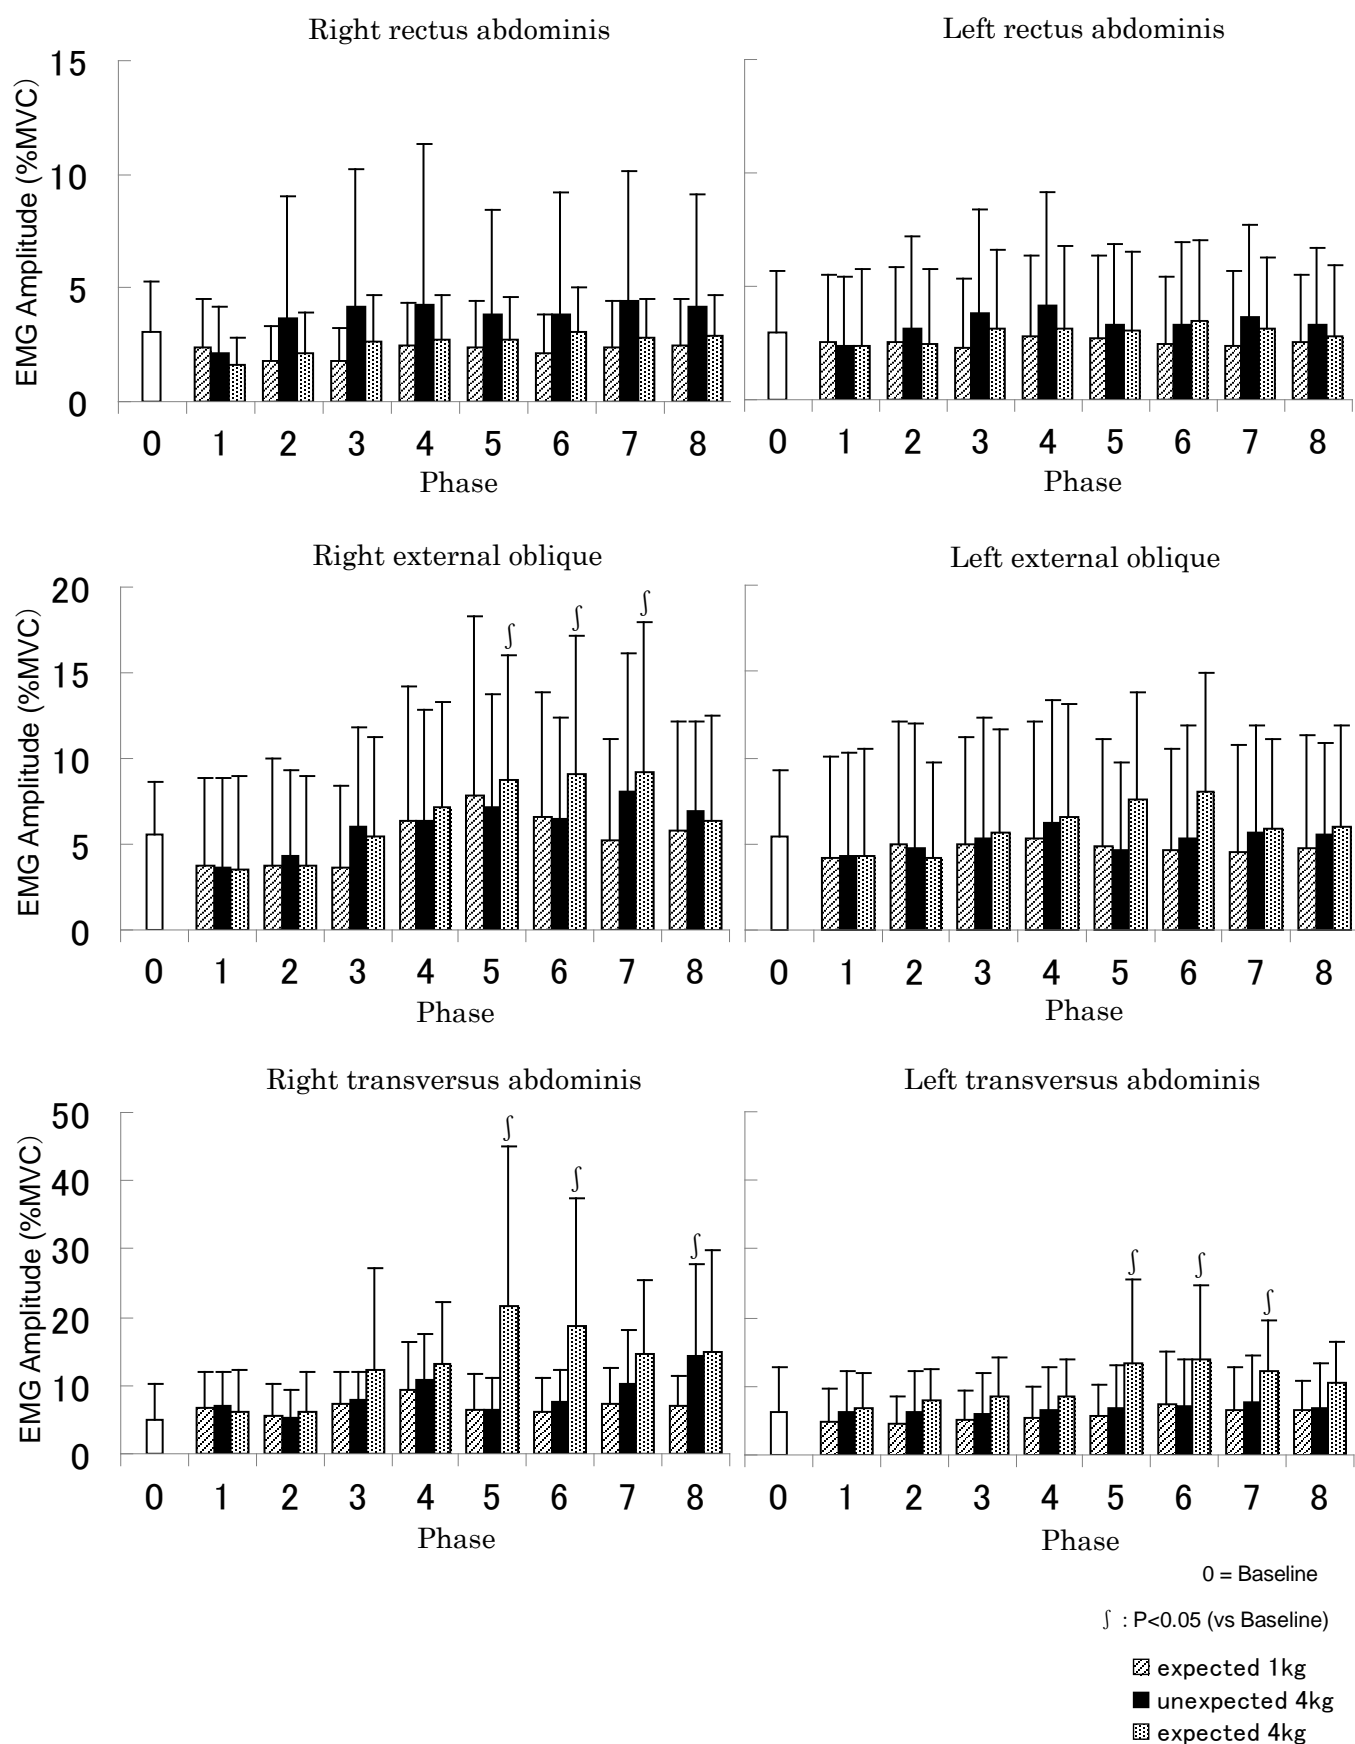 Right rectus abdominis
Left rectus abdominis
EMG Amplitude (%MVC)
15
10
5
0
0 1 2 3 4 5 6 7 8
Phase
0 1 2 3 4 5 6 7 8
Phase
Right external oblique
Left external oblique
EMG Amplitude (%MVC)
20
15
10
5
0
∫ ∫ ∫
0 1 2 3 4 5 6 7 8
Phase
0 1 2 3 4 5 6 7 8
Phase
Right transversus abdominis
Left transversus abdominis
EMG Amplitude (%MVC)
50
40
30
20
10
0
∫ ∫ ∫
∫ ∫ ∫
0 1 2 3 4 5 6 7 8
Phase
0 1 2 3 4 5 6 7 8
Phase
0 = Baseline
∫ : P<0.05 (vs Baseline)
expected 1kg
unexpected 4kg
expected 4kg